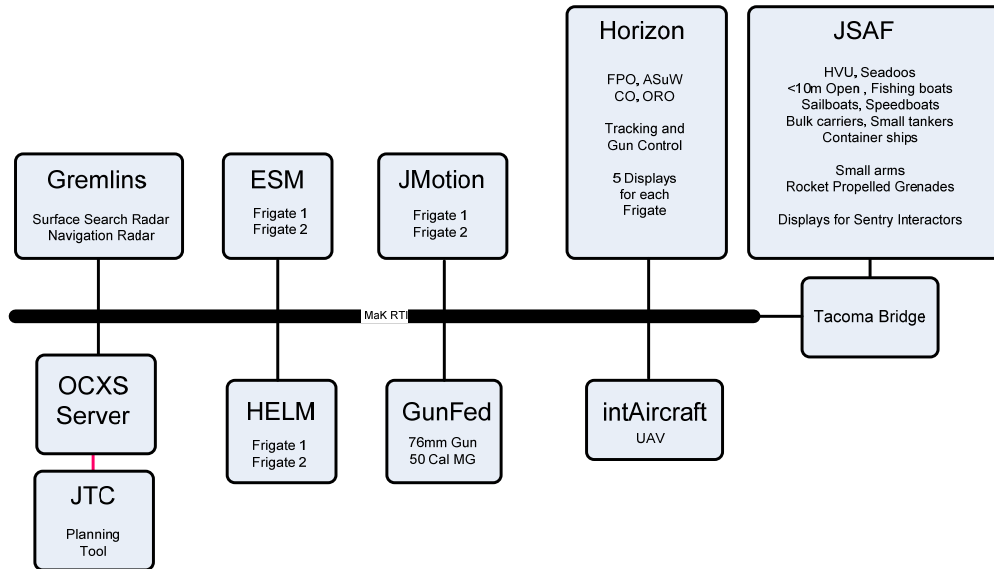 Horizon
FPO, ASuW
CO, ORO
Tracking and
Gun Control
5 Displays
for each
Frigate
JSAF
HVU, Seadoos
<10m Open , Fishing boats
Sailboats, Speedboats
Bulk carriers, Small tankers
Container ships
Small arms
Rocket Propelled Grenades
Displays for Sentry Interactors
Gremlins
Surface Search Radar
Navigation Radar
ESM
Frigate 1
Frigate 2
JMotion
Frigate 1
Frigate 2
MaK RTI
Tacoma Bridge
OCXS
Server
HELM
Frigate 1
Frigate 2
GunFed
76mm Gun
50 Cal MG
intAircraft
UAV
JTC
Planning
Tool